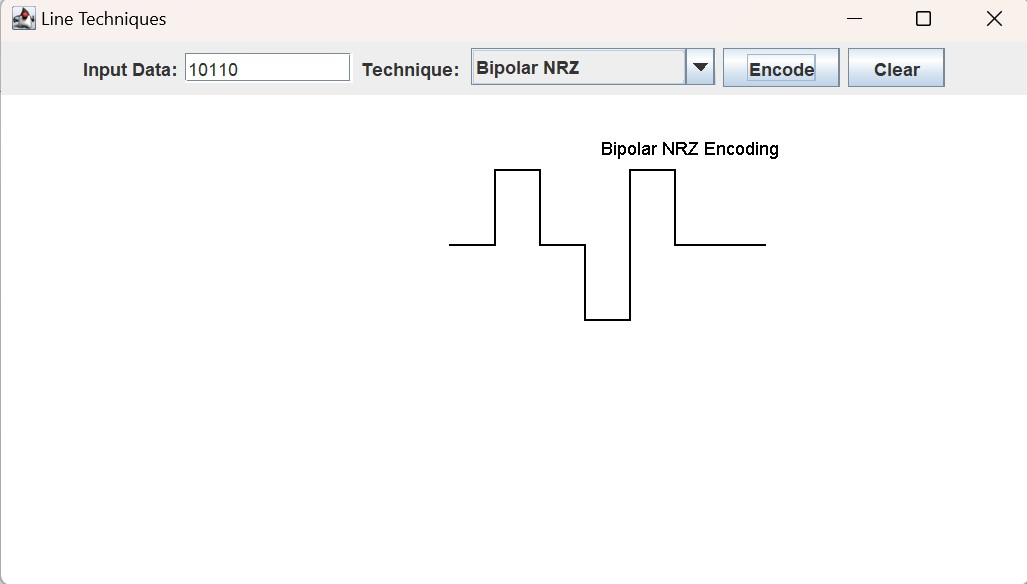 Line Techniques
Input Data: 10110 Technique: Bipolar NRZ Encode Clear
Bipolar NRZ Encoding